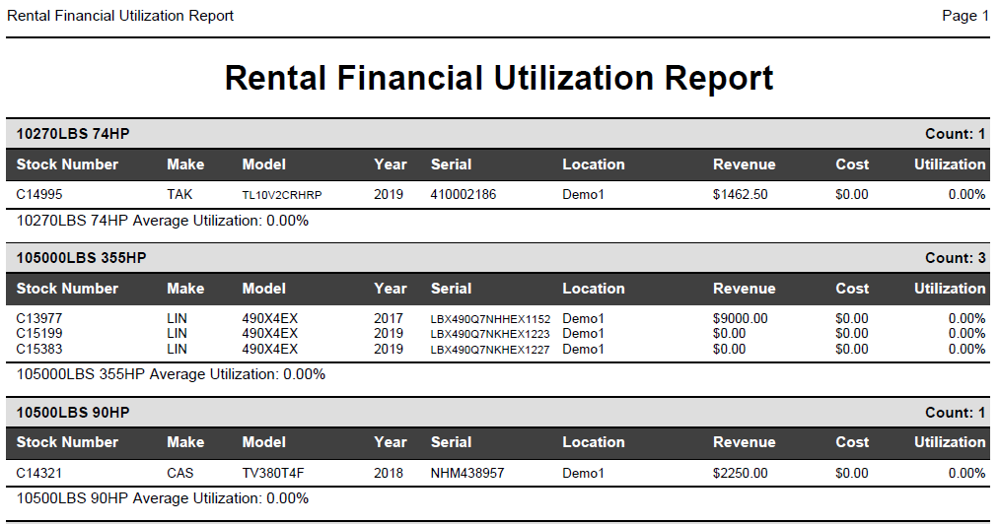 Rental Financial Utilization Report Page 1
Rental Financial Utilization Report
10270LBS 74HP Count: 1
Stock Number Make Model Year Serial Location Revenue Cost Utilization
C14995 TAK TL10V2CRHRP 2019 410002186 Demo1 $1462.50 $0.00 0.00%
10270LBS 74HP Average Utilization: 0.00%
105000LBS 355HP Count: 3
Stock Number Make Model Year Serial Location Revenue Cost Utilization
C13977 LIN 490X4EX 2017 LBX490Q7NHHEX1152 Demo1 $9000.00 $0.00 0.00%
C15199 LIN 490X4EX 2019 LBX490Q7NKHEX1223 Demo1 $0.00 $0.00 0.00%
C15383 LIN 490X4EX 2019 LBX490Q7NKHEX1227 Demo1 $0.00 $0.00 0.00%
105000LBS 355HP Average Utilization: 0.00%
10500LBS 90HP Count: 1
Stock Number Make Model Year Serial Location Revenue Cost Utilization
C14321 CAS TV380T4F 2018 NHM438957 Demo1 $2250.00 $0.00 0.00%
10500LBS 90HP Average Utilization: 0.00%